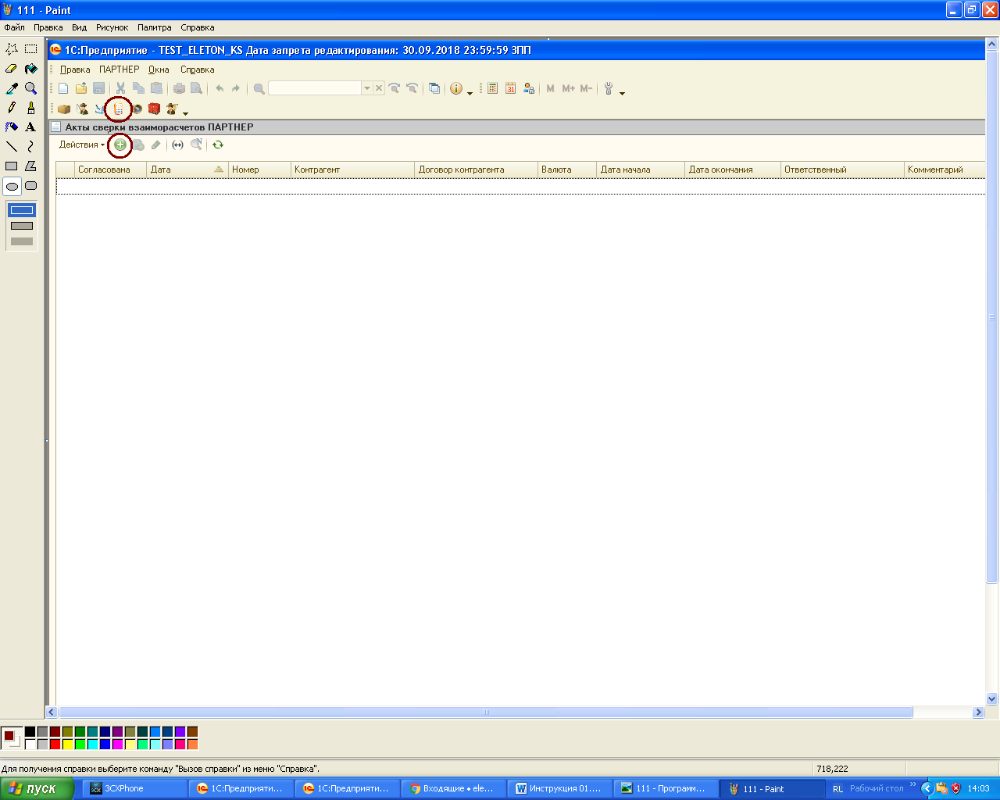 111 - Paint
Файл Правка Вид Рисунок Палитра Справка
1С:Предприятие - TEST_ELETON_KS Дата запрета редактирования: 30.09.2018 23:59:59 ЗПП
Правка ПАРТНЕР Окна Справка
31 M M+ M-
Акты сверки взаиморасчетов ПАРТНЕР
Действия
Согласована Дата Номер Контрагент Договор контрагента Валюта Дата начала Дата окончания Ответственный Комментарий
Для получения справки выберите команду "Вызов справки" из меню "Справка". 718,222
пуск 3CXPhone 1С:Предприяти... 1С:Предприяти... Входящие • ele... Инструкция 01.... 111 - Программ... 111 - Paint RL Рабочий стол » 14:03